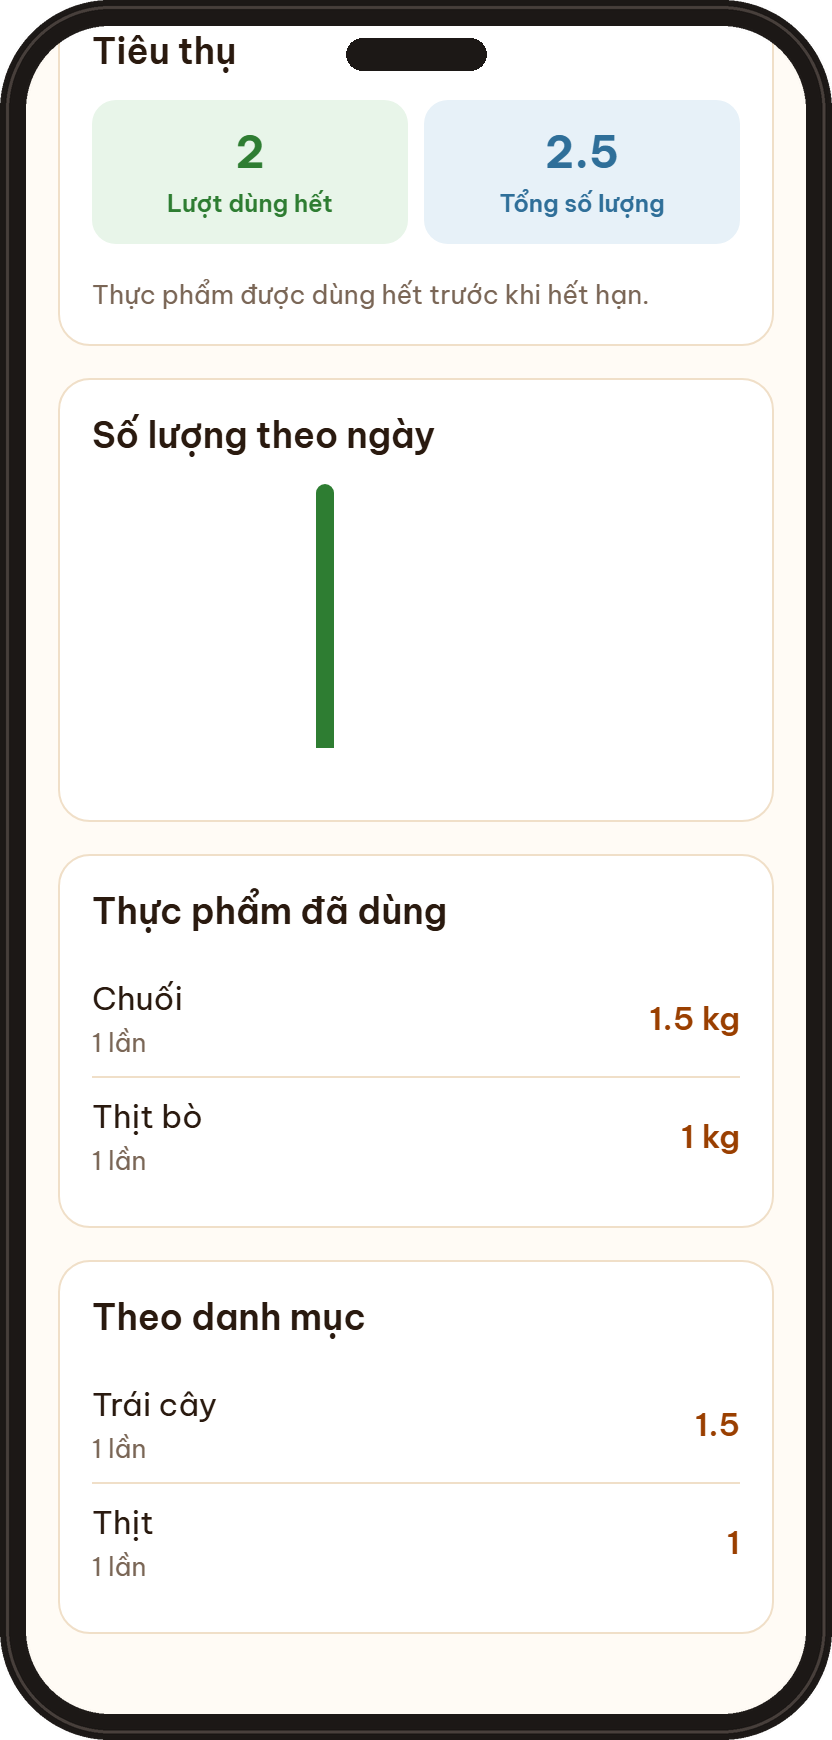 Tiêu thụ
2
Lượt dùng hết
2.5
Tổng số lượng
Thực phẩm được dùng hết trước khi hết hạn.
Số lượng theo ngày
Thực phẩm đã dùng
Chuối
1 lần
1.5 kg
Thịt bò
1 lần
1 kg
Theo danh mục
Trái cây
1 lần
1.5
Thịt
1 lần
1